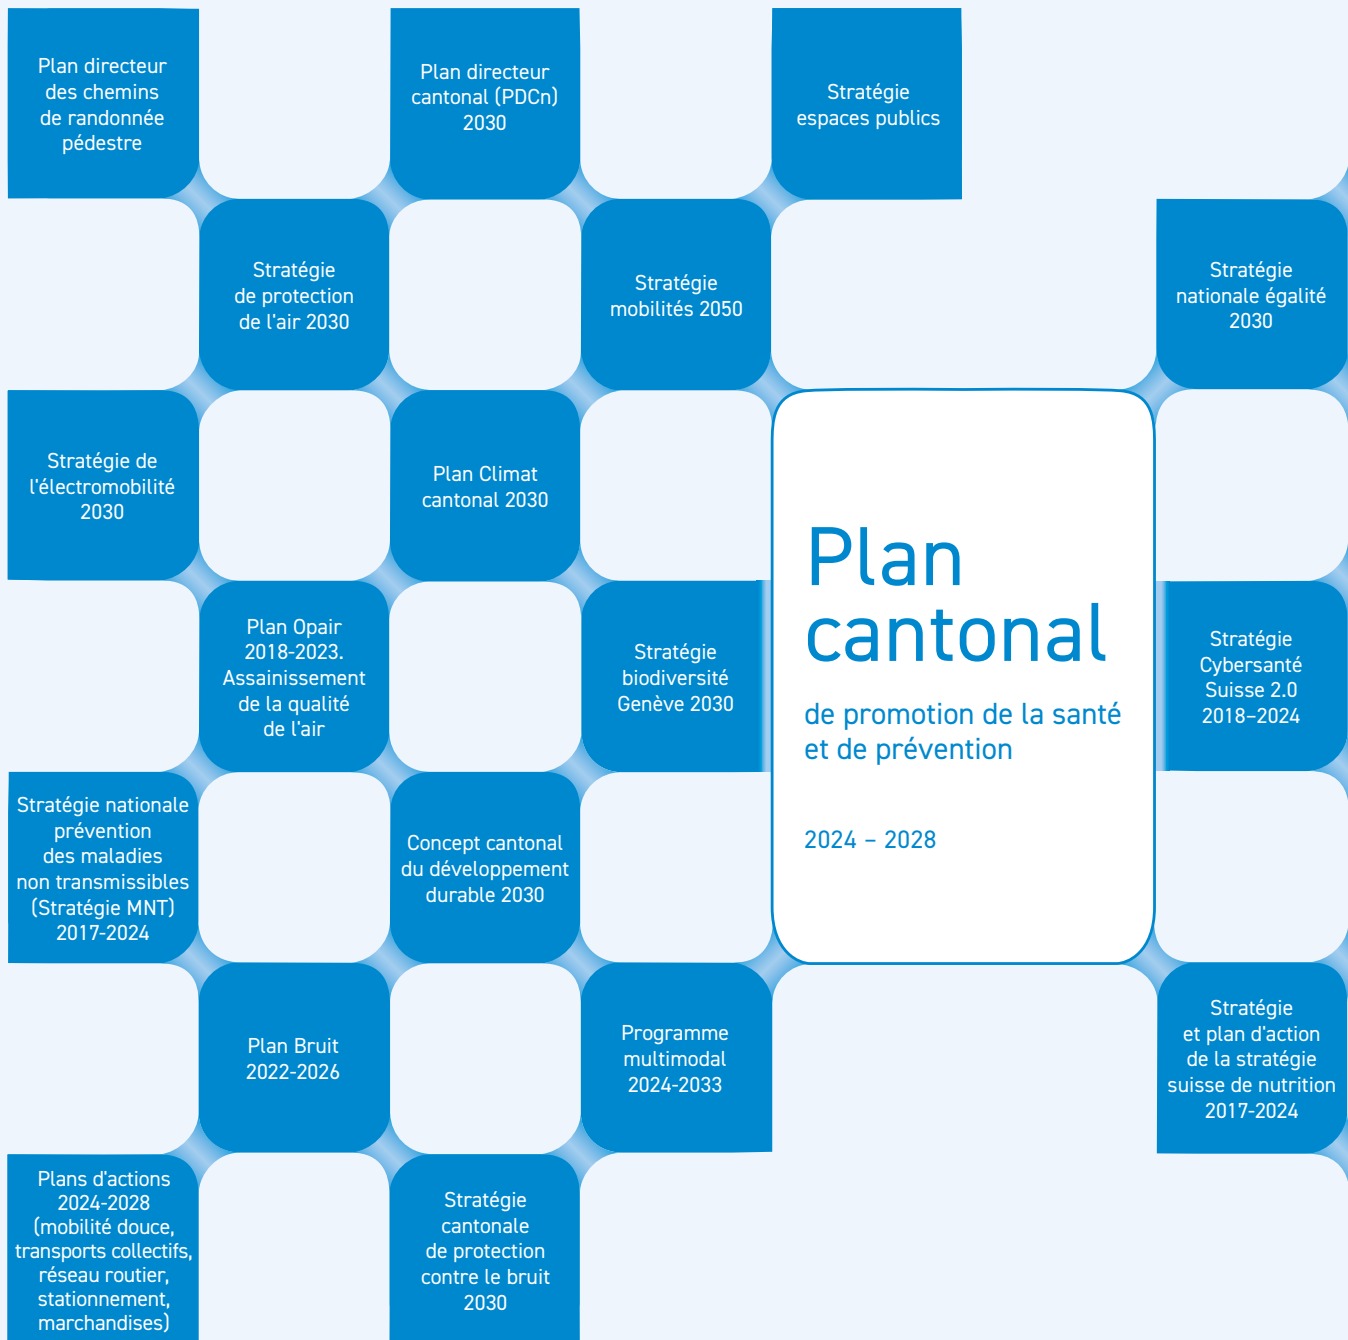 Plan directeur
des chemins
de randonnée
pédestre
Plan directeur
cantonal (PDCn)
2030
Stratégie
espaces publics
Stratégie
de protection
de l'air 2030
Stratégie
mobilités 2050
Stratégie
nationale égalité
2030
Stratégie de
l'électromobilité
2030
Plan Climat
cantonal 2030
Plan
cantonal
de promotion de la santé
et de prévention
2024 – 2028
Plan Opair
2018-2023.
Assainissement
de la qualité
de l'air
Stratégie
biodiversité
Genève 2030
Stratégie
Cybersanté
Suisse 2.0
2018–2024
Stratégie nationale
prévention
des maladies
non transmissibles
(Stratégie MNT)
2017-2024
Concept cantonal
du développement
durable 2030
Plan Bruit
2022-2026
Programme
multimodal
2024-2033
Stratégie
et plan d'action
de la stratégie
suisse de nutrition
2017-2024
Plans d'actions
2024-2028
(mobilité douce,
transports collectifs,
réseau routier,
stationnement,
marchandises)
Stratégie
cantonale
de protection
contre le bruit
2030